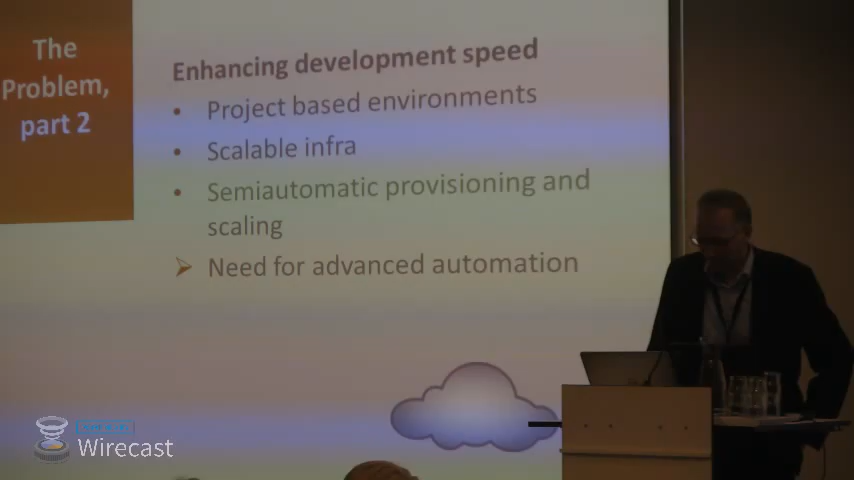 The
Problem,
part 2
Enhancing development speed
• Project based environments
• Scalable infra
• Semiautomatic provisioning and
scaling
➢ Need for advanced automation
Wirecast